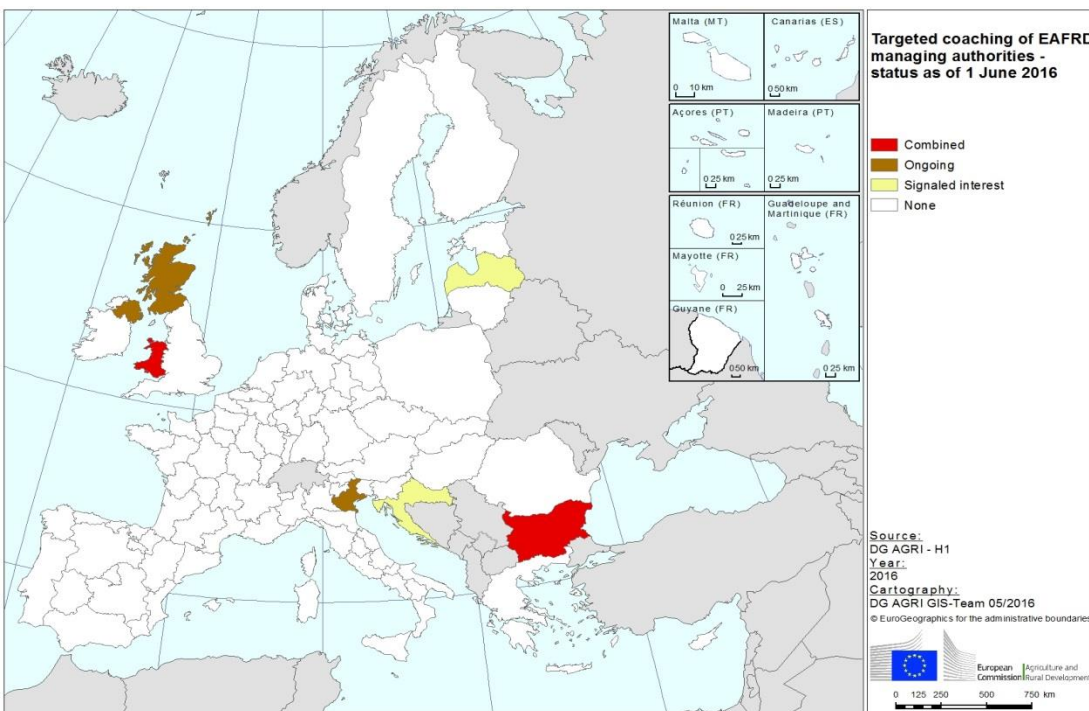 Malta (MT)
0 10 km
Canarias (ES)
0 50 km
Açores (PT)
0 25 km
Madeira (PT)
0 25 km
Réunion (FR)
0 25 km
Guadeloupe and
Martinique (FR)
0 25 km
Mayotte (FR)
0 25 km
Guyane (FR)
0 50 km
Targeted coaching of EAFRD
managing authorities -
status as of 1 June 2016
Combined
Ongoing
Signaled interest
None
Source:
DG AGRI - H1
Year:
2016
Cartography:
DG AGRI GIS-Team 05/2016
© EuroGeographics for the administrative boundaries
European
Commission
Agriculture and
Rural Development
0 125 250 500 750 km